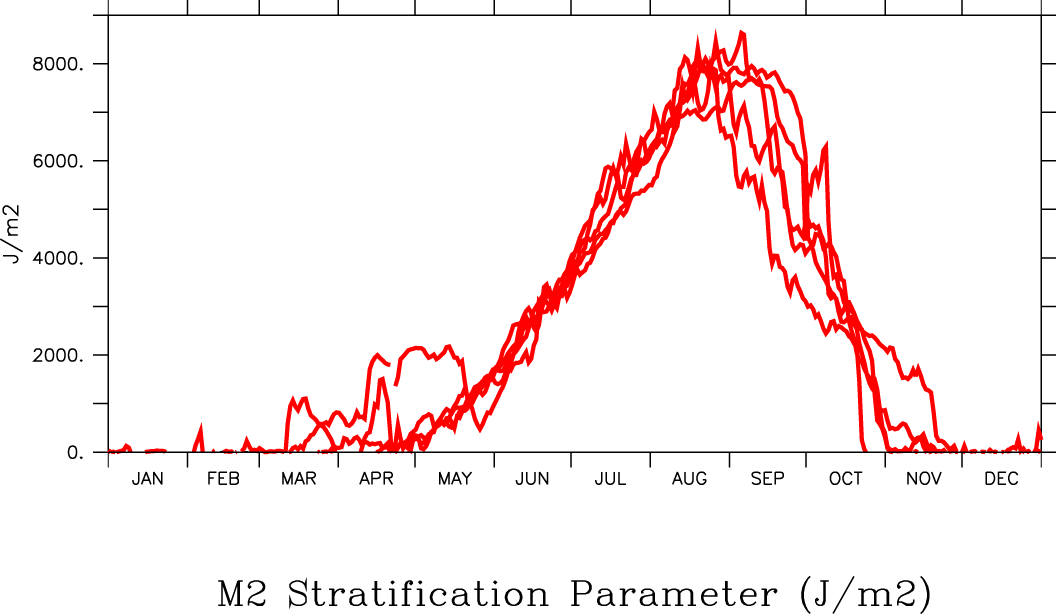 8000.
6000.
4000.
2000.
0.
J/m2
JAN FEB MAR APR MAY JUN JUL AUG SEP OCT NOV DEC
M2 Stratification Parameter (J/m2)